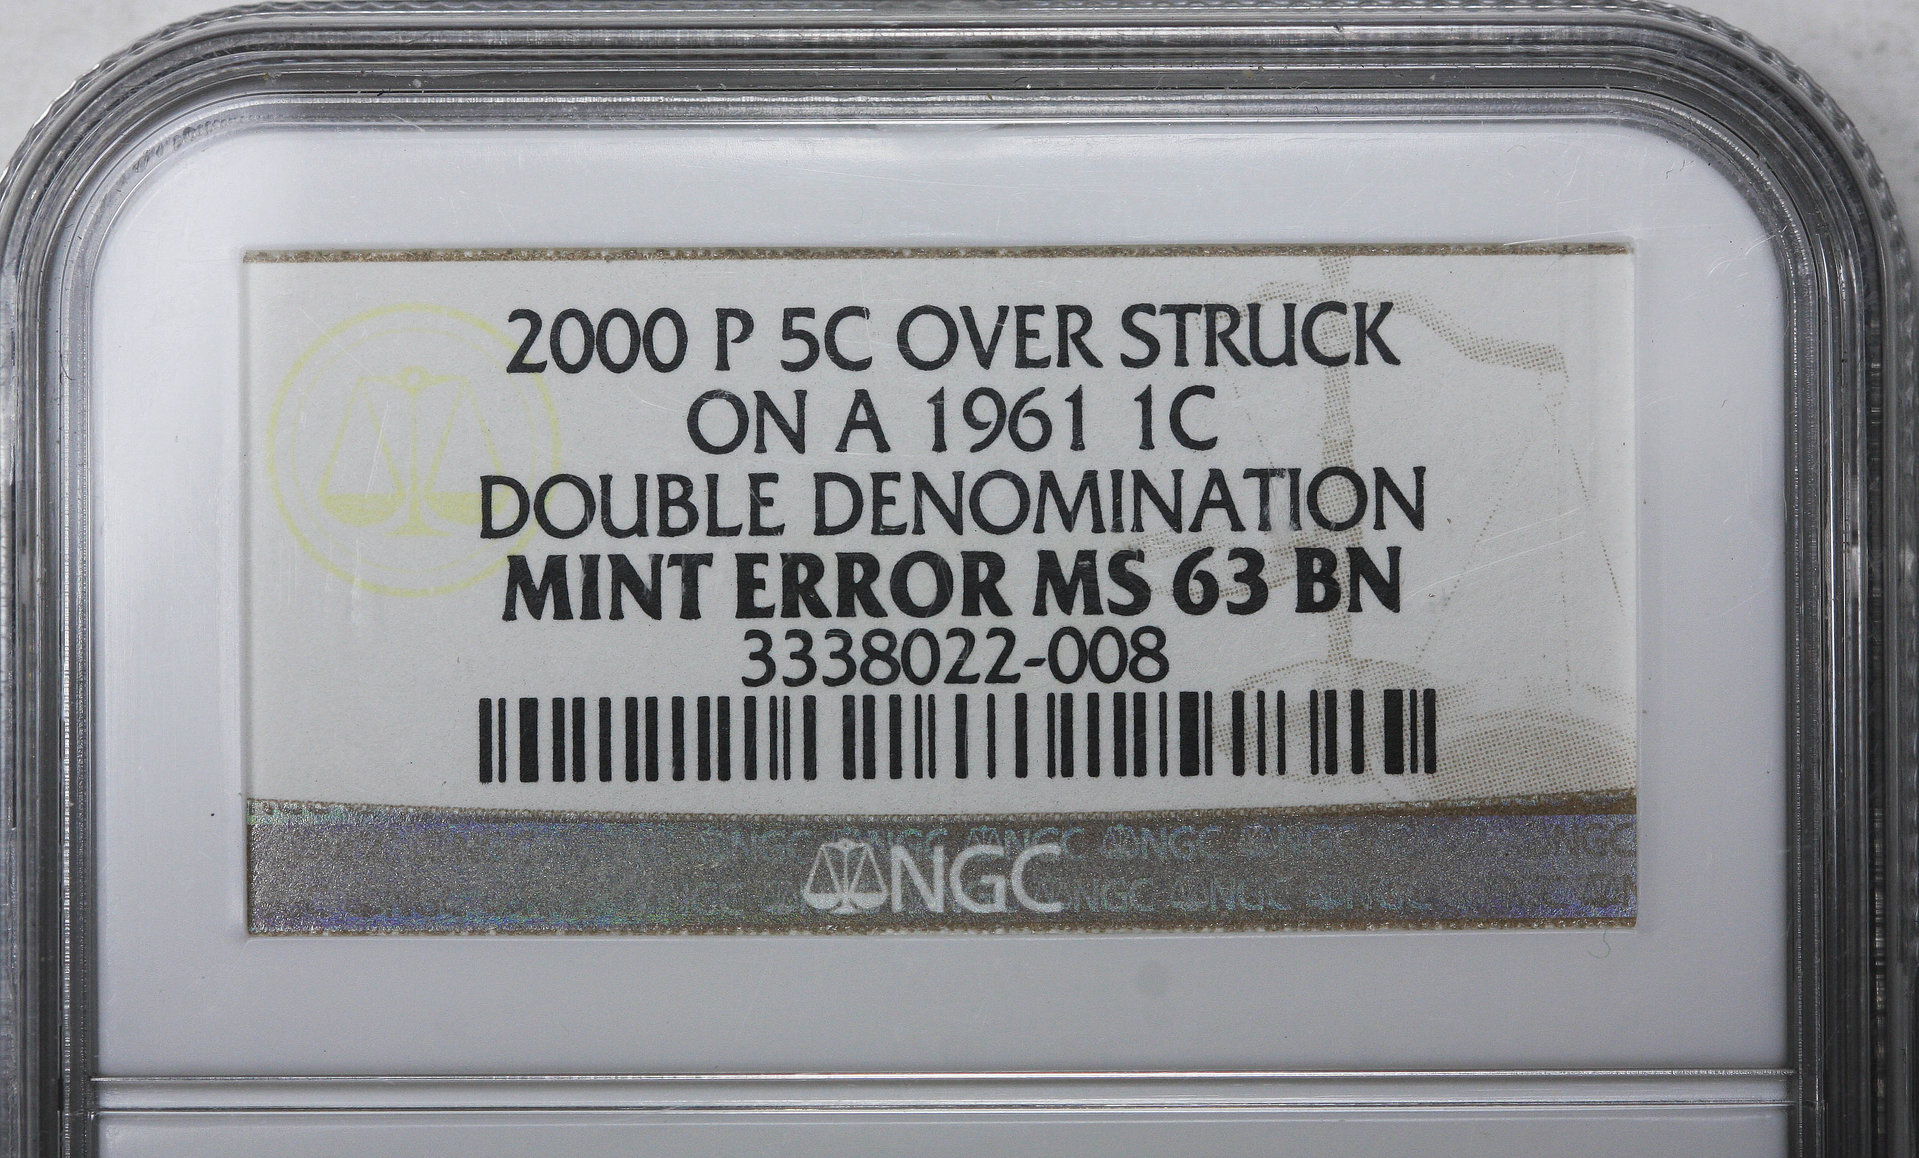 2000 P 5C OVER STRUCK
ON A 1961 1C
DOUBLE DENOMINATION
MINT ERROR MS 63 BN
3338022-008
NGC